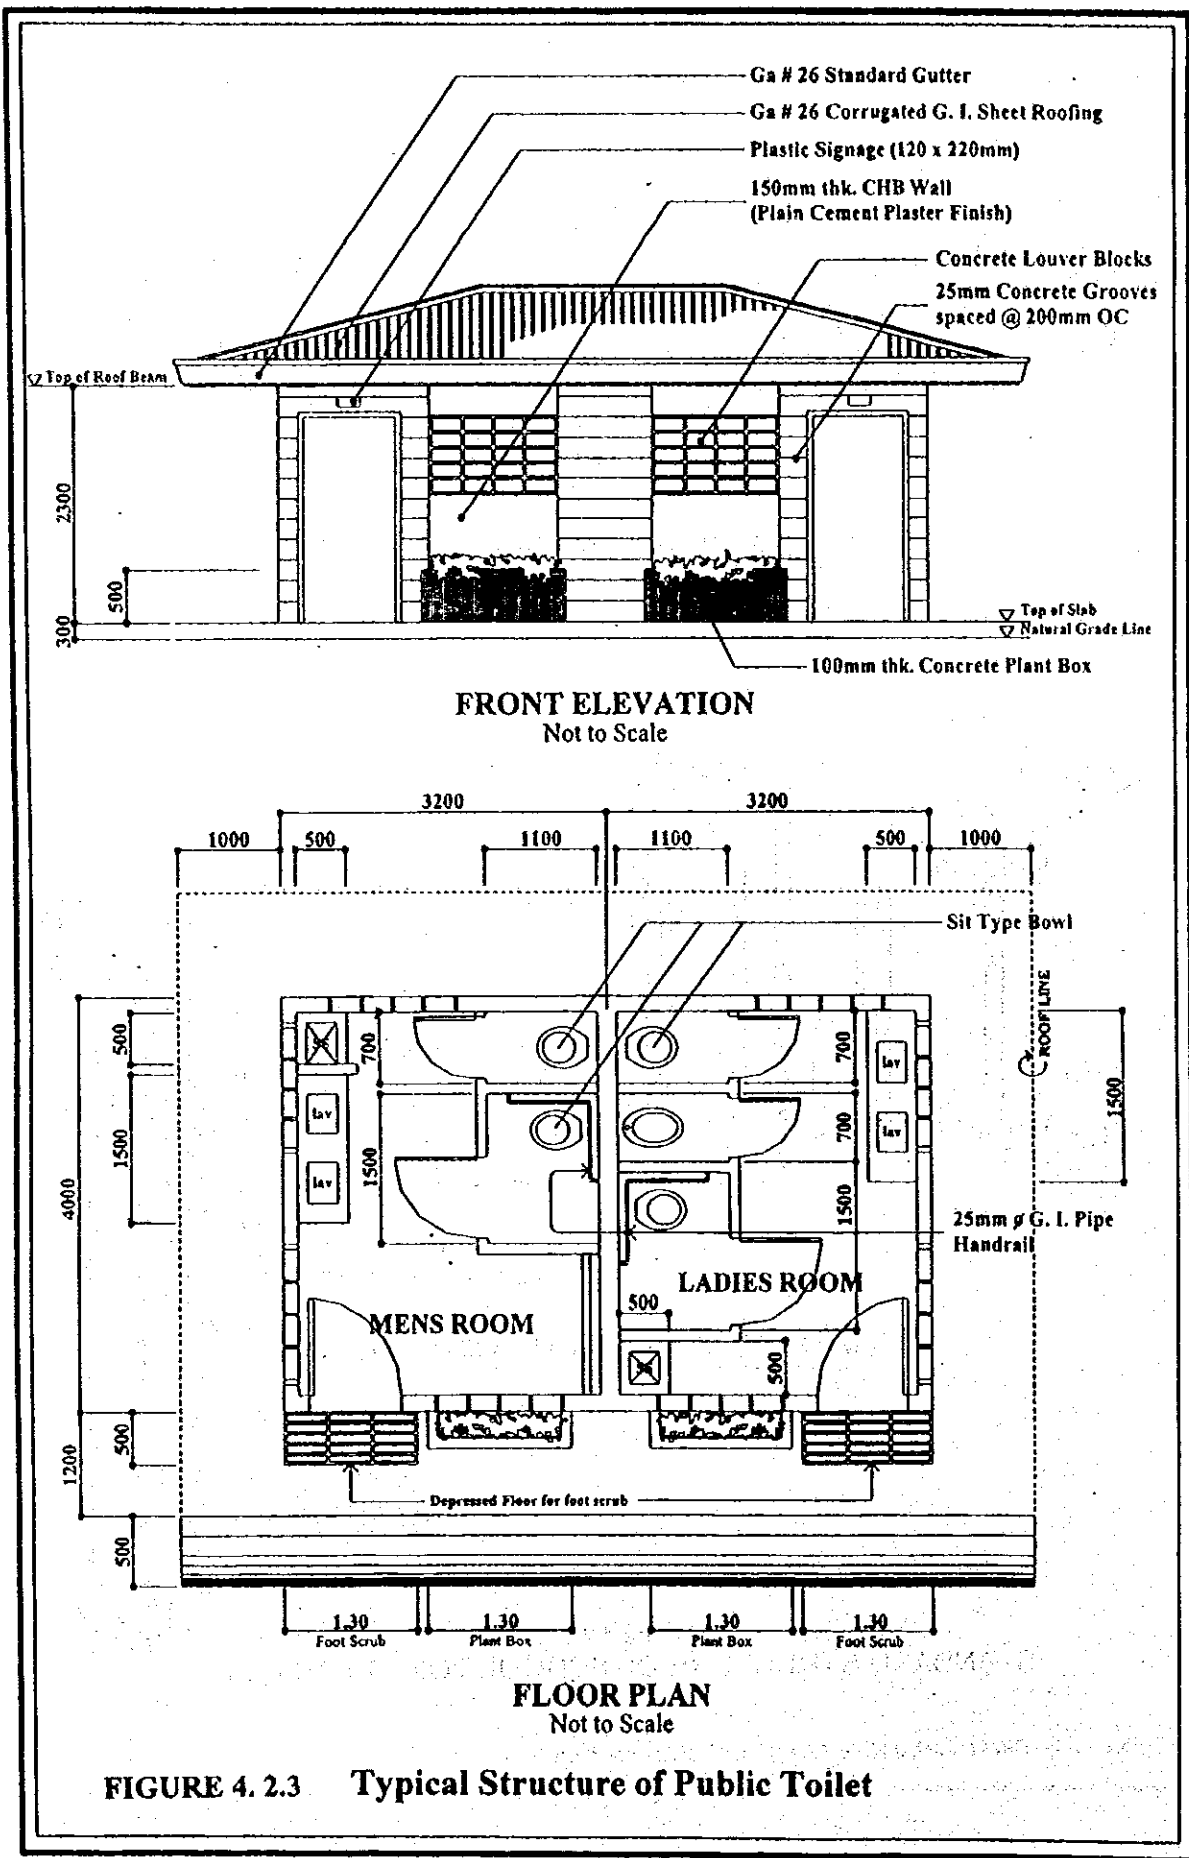 Ga # 26 Standard Gutter
Ga # 26 Corrugated G. I. Sheet Roofing
Plastic Signage (120 x 220mm)
150mm thk. CHB Wall
(Plain Cement Plaster Finish)
Concrete Louver Blocks
25mm Concrete Grooves
spaced @ 200mm OC
Top of Roof Beam
2300
500
300
Top of Slab
Natural Grade Line
100mm thk. Concrete Plant Box
FRONT ELEVATION
Not to Scale
3200
3200
1000
500
1100
1100
500
1000
Sit Type Bowl
ROOF LINE
500
700
700
lav
1500
lav
lav
700
lav
1500
4000
lav
1500
1500
25mm ø G. I. Pipe
Handrail
LADIES ROOM
500
MENS ROOM
500
500
1200
Depressed Floor for foot scrub
500
1.30
1.30
1.30
1.30
Foot Scrub
Plant Box
Plant Box
Foot Scrub
FLOOR PLAN
Not to Scale
FIGURE 4. 2.3 Typical Structure of Public Toilet